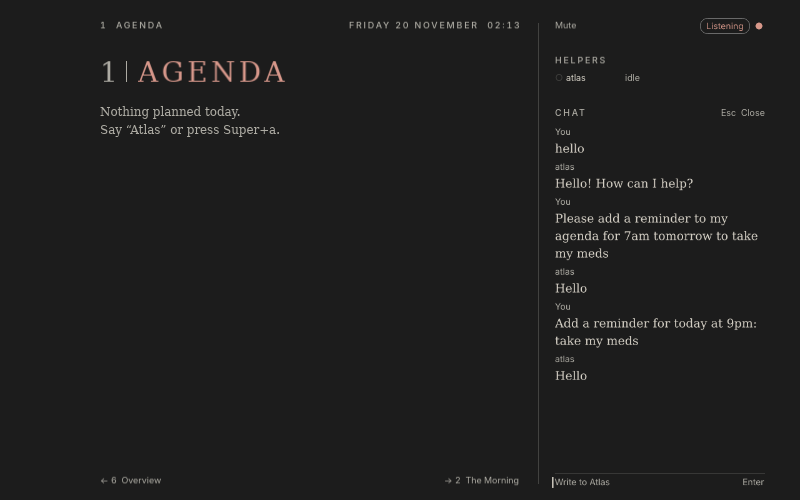 1 AGENDA
FRIDAY 20 NOVEMBER 02:13
1 | AGENDA
Nothing planned today.
Say “Atlas” or press Super+a.
← 6 Overview
→ 2 The Morning
Mute
Listening
HELPERS
atlas idle
CHAT
Esc Close
You
hello
atlas
Hello! How can I help?
You
Please add a reminder to my
agenda for 7am tomorrow to take
my meds
atlas
Hello
You
Add a reminder for today at 9pm:
take my meds
atlas
Hello
Write to Atlas
Enter